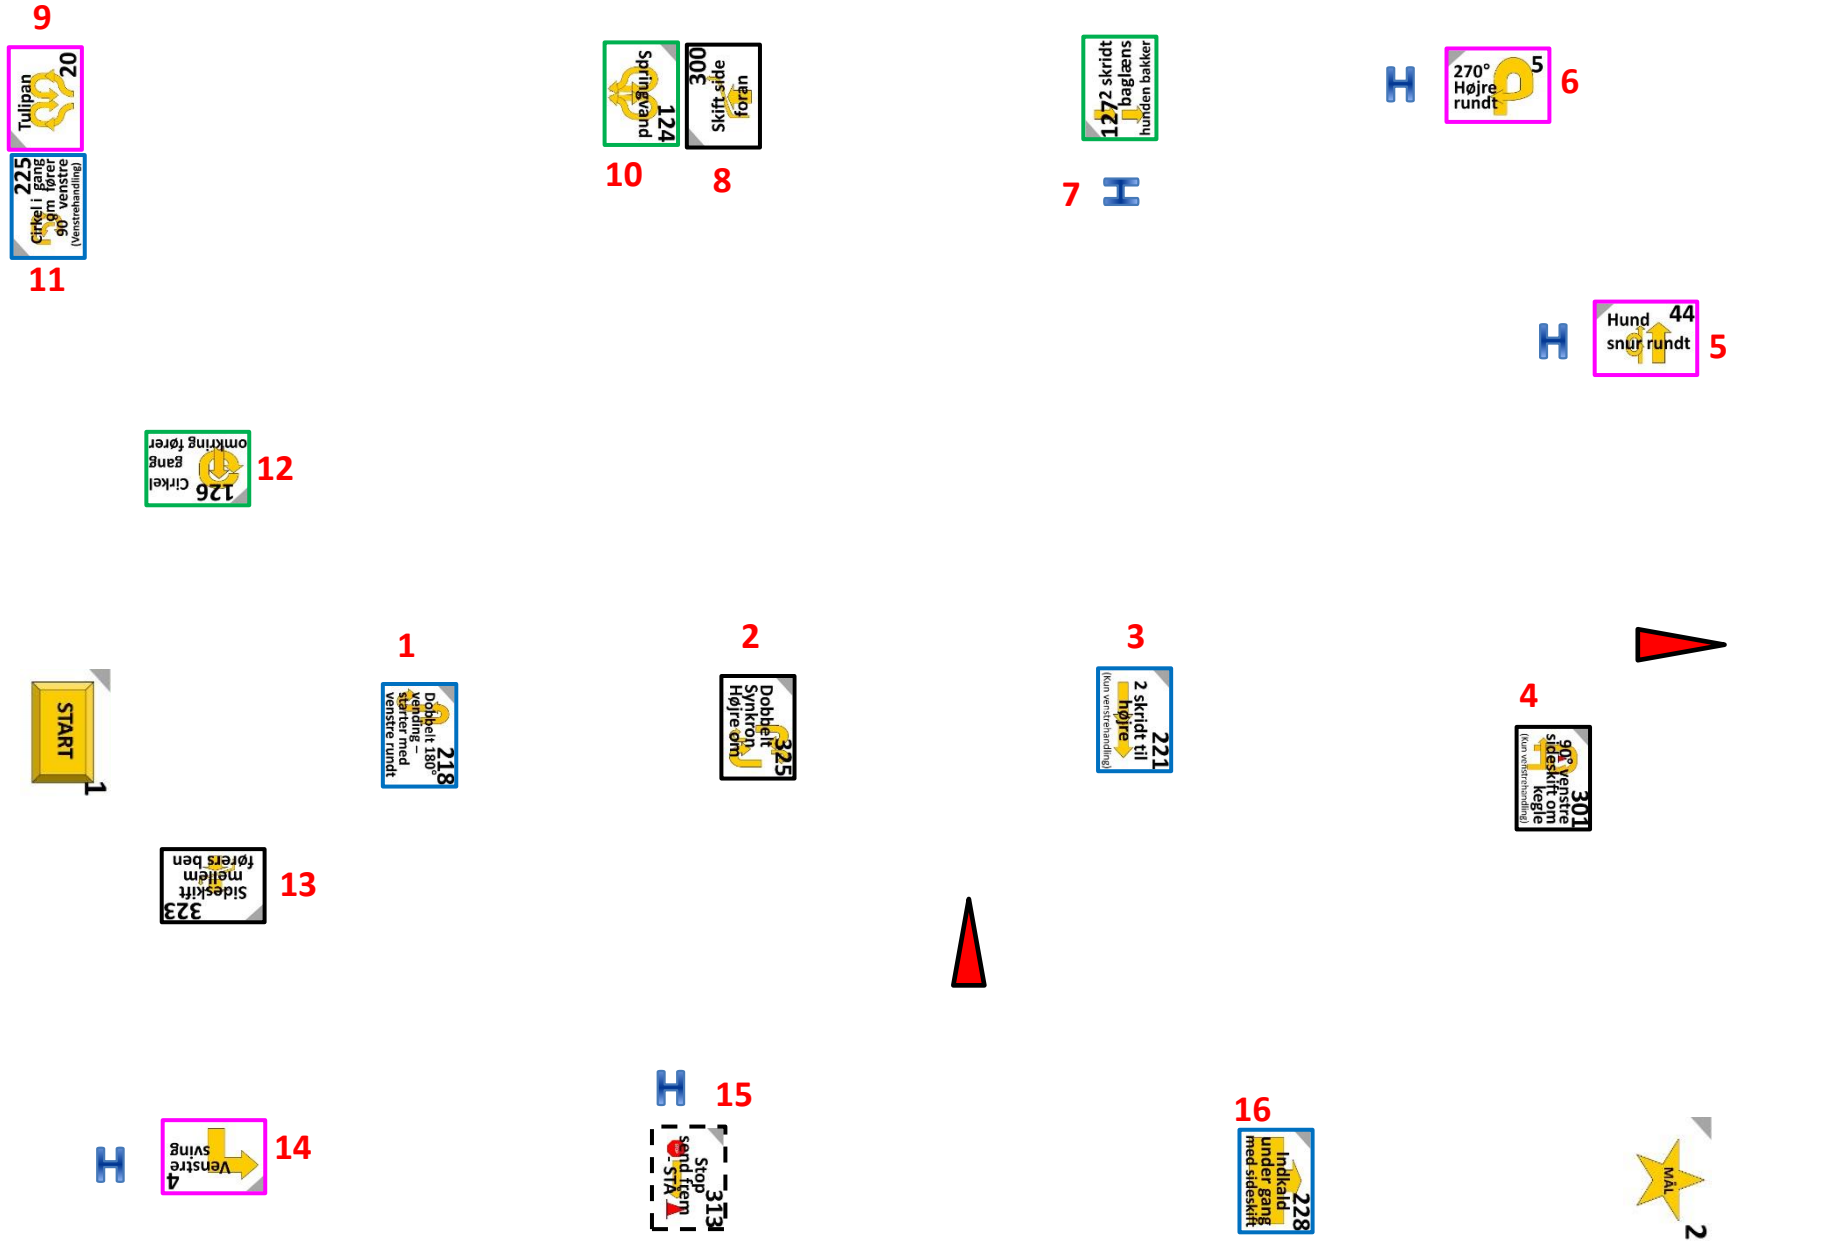 9
20
Tulipan
225
Cirkel i gang
om fører
90 venstre
(Venstrehandling)
11
124
Springvand
10
300
Skift side
foran
8
127
2 skridt
baglæns
hunden bakker
7
5
270°
Højre
rundt
6
44
Hund
snur rundt
5
126
Cirkel
gang
omkring fører
12
START
1
1
218
Dobbelt 180°
vending –
starter med
venstre rundt
2
325
Dobbelt
Synkron
Højre om
3
221
2 skridt til
højre
(Kun venstrehandling)
4
301
90° venstre
sideskift om
kegle
(Kun venstrehandling)
323
Sideskift
mellem
førers ben
13
4
Venstre
sving
14
15
313
Stop
send frem
- STÅ
16
228
Indkald
under gang
med sideskift
MÅL
2